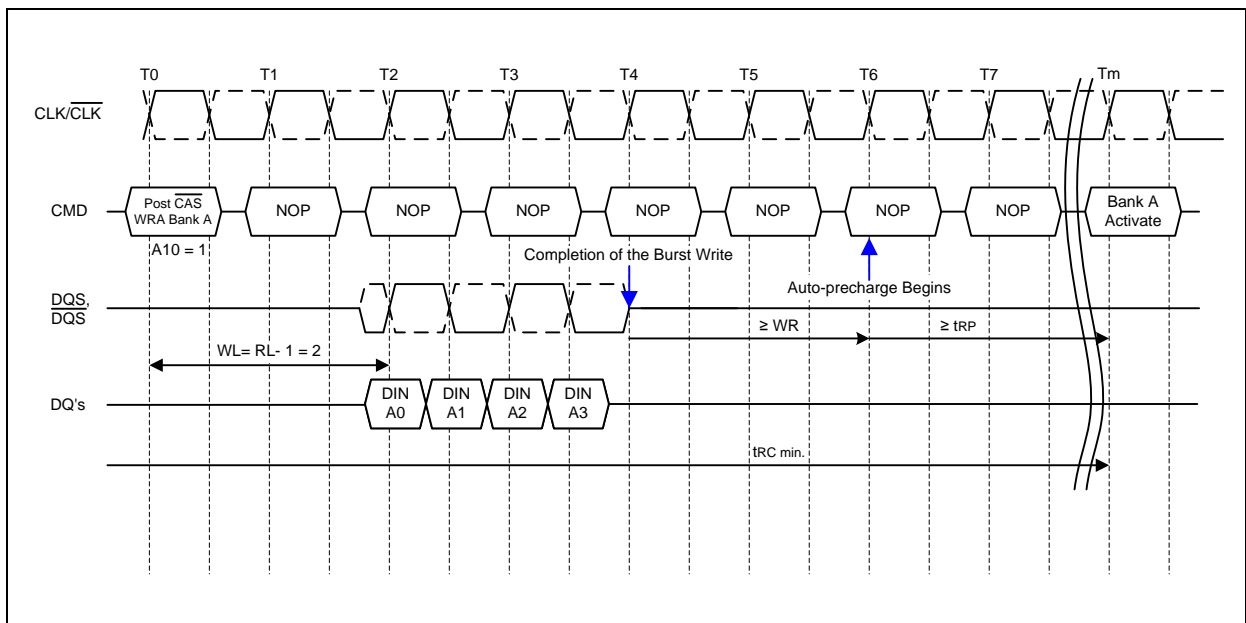 T0 T1 T2 T3 T4 T5 T6 T7 Tm
CLK/CLK
CMD
Post CAS
WRA Bank A
NOP NOP NOP NOP NOP NOP NOP
Bank A
Activate
A10 = 1
Completion of the Burst Write
Auto-precharge Begins
DQS,
DQS
≥ WR
≥ tRP
WL= RL- 1 = 2
DQ's
DIN
A0
DIN
A1
DIN
A2
DIN
A3
tRC min.